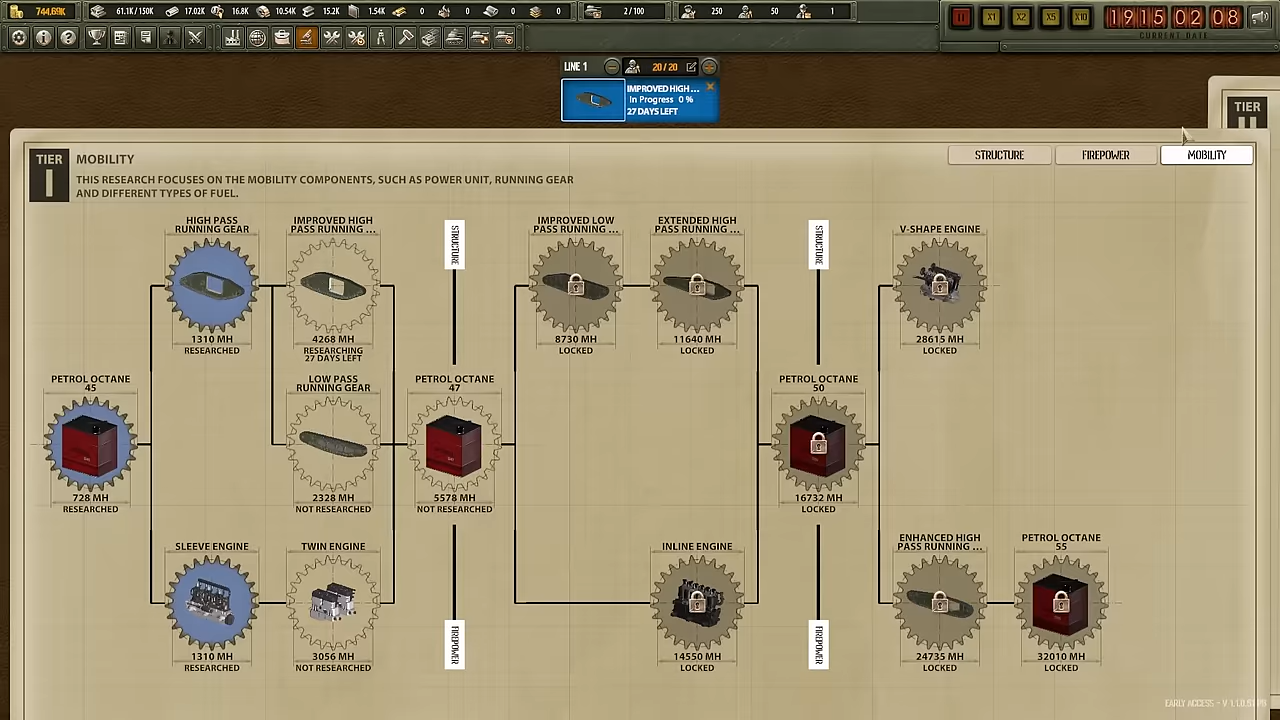 744,69K
61.1K/150K
17.02K
16.8K
10.54K
15.2K
1.54K
0
0
0
0
2/100
250
50
1
X1
X2
X5
X10
1915 02 08
CURRENT DATE
LINE 1
20/20
IMPROVED HIGH ...
In Progress 0 %
27 DAYS LEFT
TIER
II
TIER
I
MOBILITY
THIS RESEARCH FOCUSES ON THE MOBILITY COMPONENTS, SUCH AS POWER UNIT, RUNNING GEAR
AND DIFFERENT TYPES OF FUEL.
STRUCTURE
FIREPOWER
MOBILITY
HIGH PASS
RUNNING GEAR
1310 MH
RESEARCHED
IMPROVED HIGH
PASS RUNNING ...
4268 MH
RESEARCHING
27 DAYS LEFT
STRUCTURE
IMPROVED LOW
PASS RUNNING ...
8730 MH
LOCKED
EXTENDED HIGH
PASS RUNNING ...
11640 MH
LOCKED
STRUCTURE
V-SHAPE ENGINE
28615 MH
LOCKED
PETROL OCTANE
45
728 MH
RESEARCHED
LOW PASS
RUNNING GEAR
2328 MH
NOT RESEARCHED
PETROL OCTANE
47
5578 MH
NOT RESEARCHED
PETROL OCTANE
50
16732 MH
LOCKED
SLEEVE ENGINE
1310 MH
RESEARCHED
TWIN ENGINE
3056 MH
NOT RESEARCHED
FIREPOWER
INLINE ENGINE
14550 MH
LOCKED
FIREPOWER
ENHANCED HIGH
PASS RUNNING ...
24735 MH
LOCKED
PETROL OCTANE
55
32010 MH
LOCKED